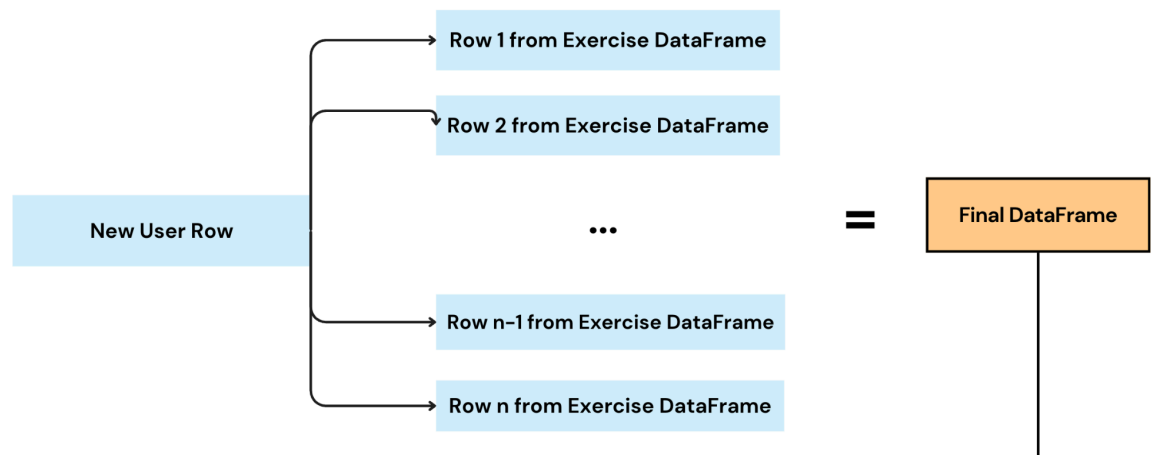 Row 1 from Exercise DataFrame
Row 2 from Exercise DataFrame
New User Row
...
=
Final DataFrame
Row n-1 from Exercise DataFrame
Row n from Exercise DataFrame